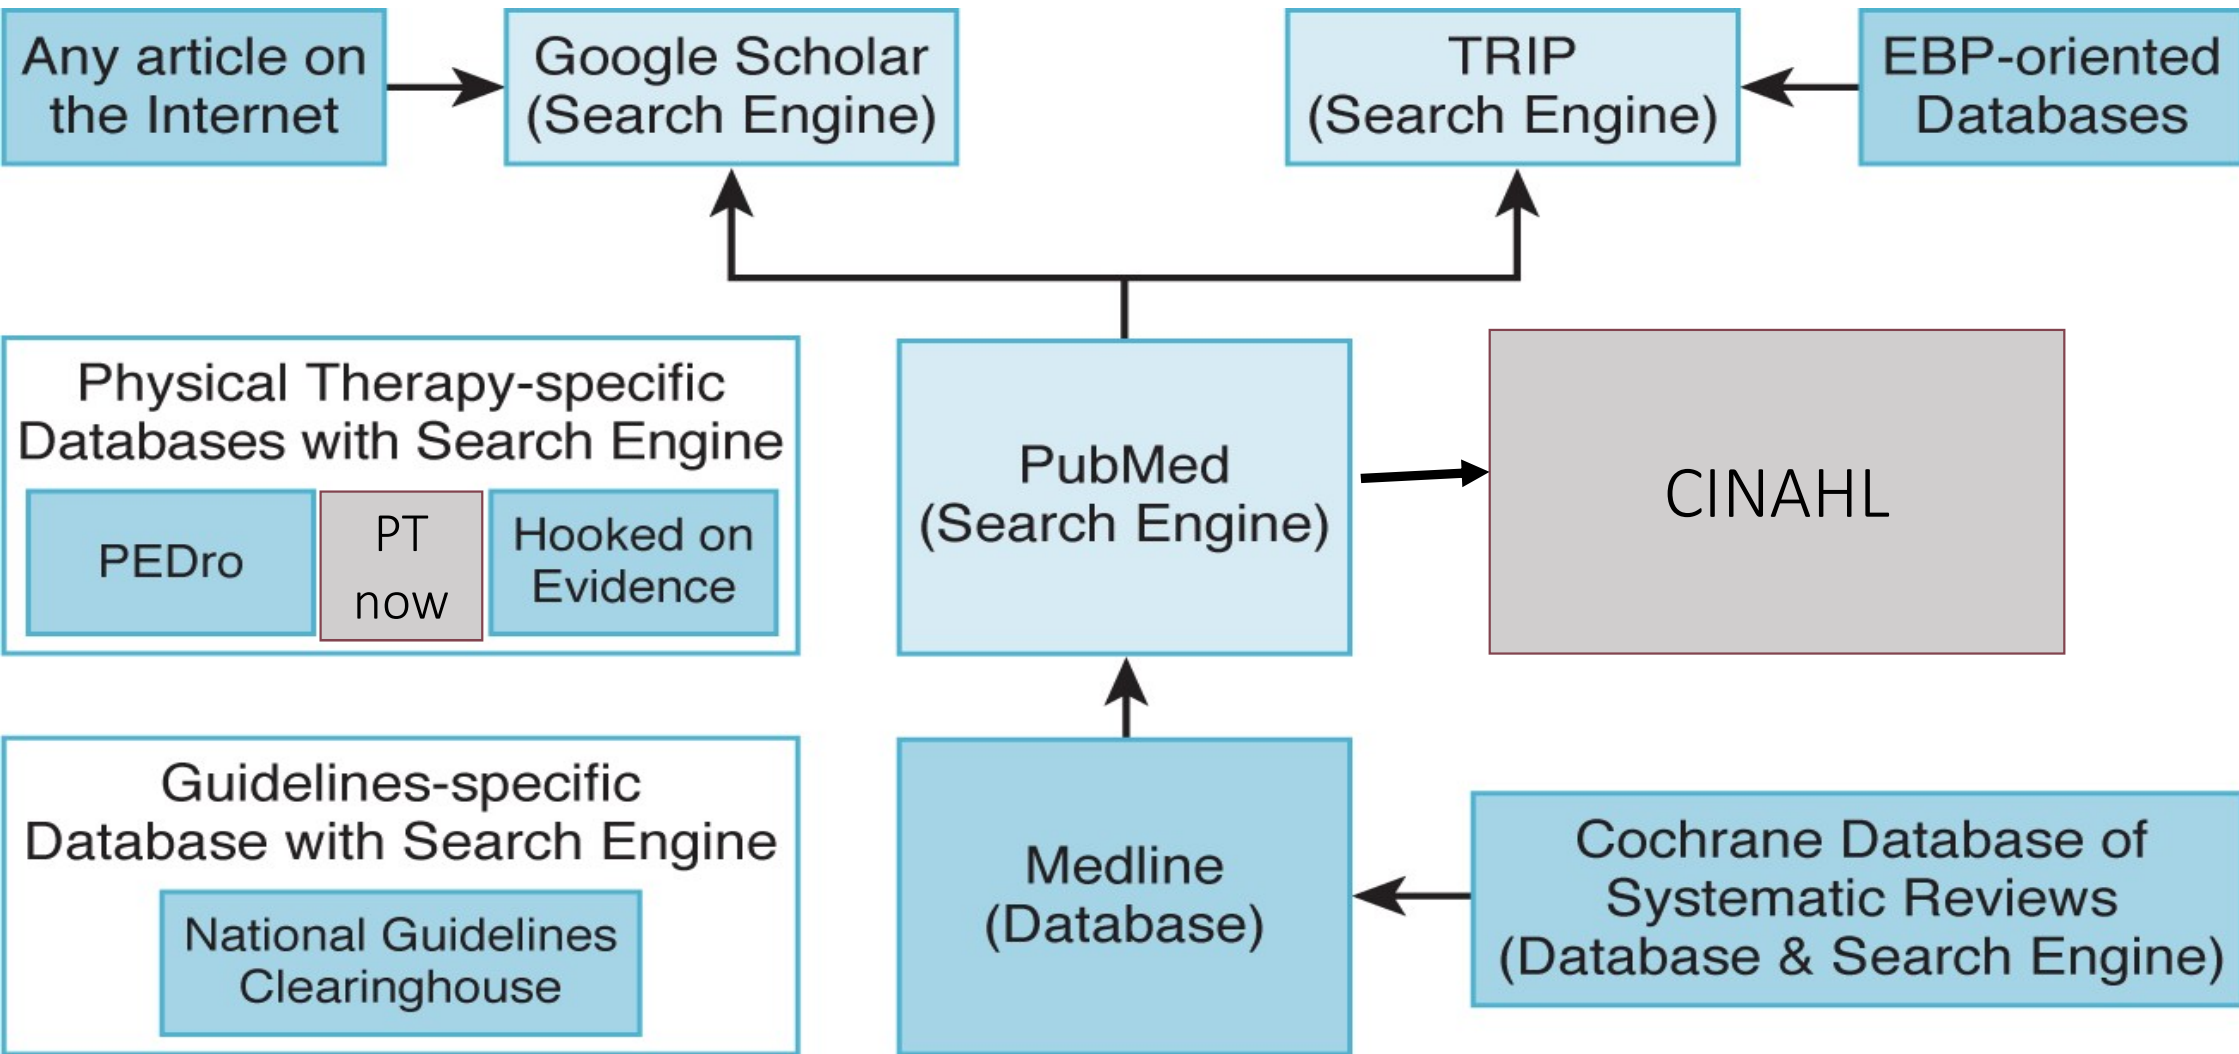 Any article on
the Internet
Google Scholar
(Search Engine)
TRIP
(Search Engine)
EBP-oriented
Databases
Physical Therapy-specific
Databases with Search Engine
PEDro
PT
now
Hooked on
Evidence
PubMed
(Search Engine)
CINAHL
Guidelines-specific
Database with Search Engine
National Guidelines
Clearinghouse
Medline
(Database)
Cochrane Database of
Systematic Reviews
(Database & Search Engine)